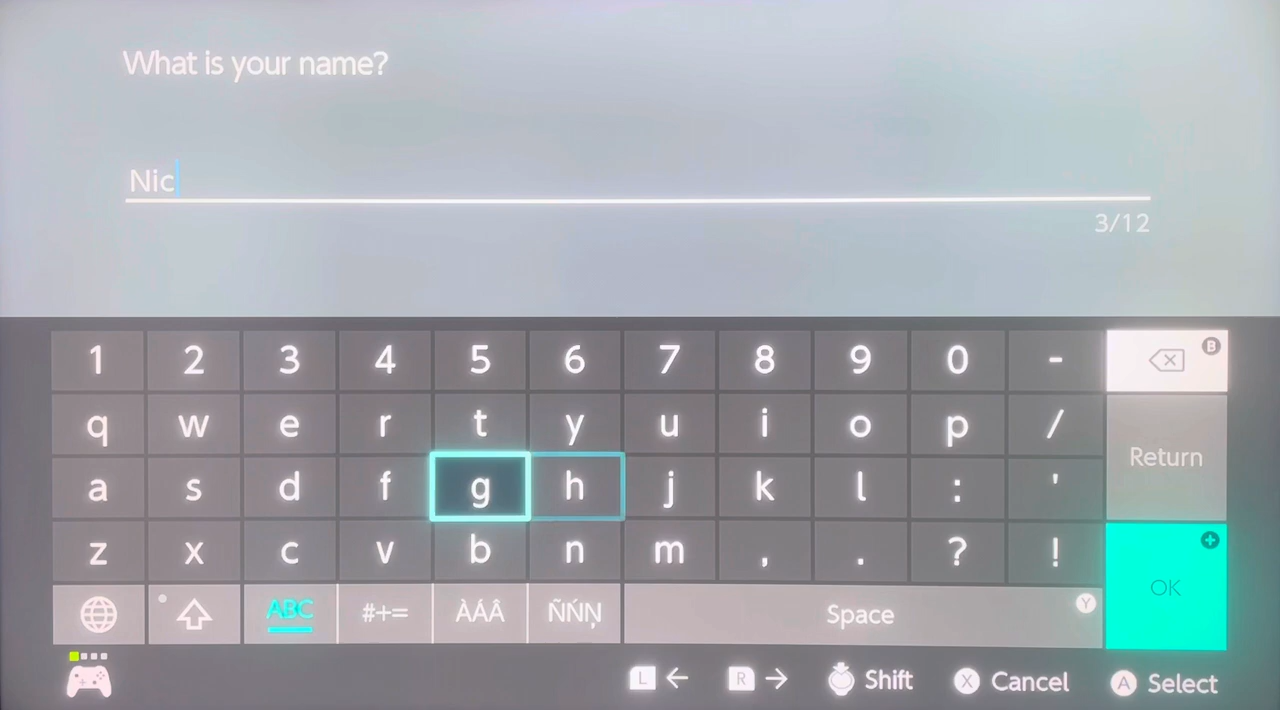 What is your name?
Nic
3/12
1 2 3 4 5 6 7 8 9 0 - B
q w e r t y u i o p / Return
a s d f g h j k l : '
z x c v b n m , . ? ! OK
ABC #+= ÀÁÂ ÑŃŅ Space Y
L ← R → Shift X Cancel A Select